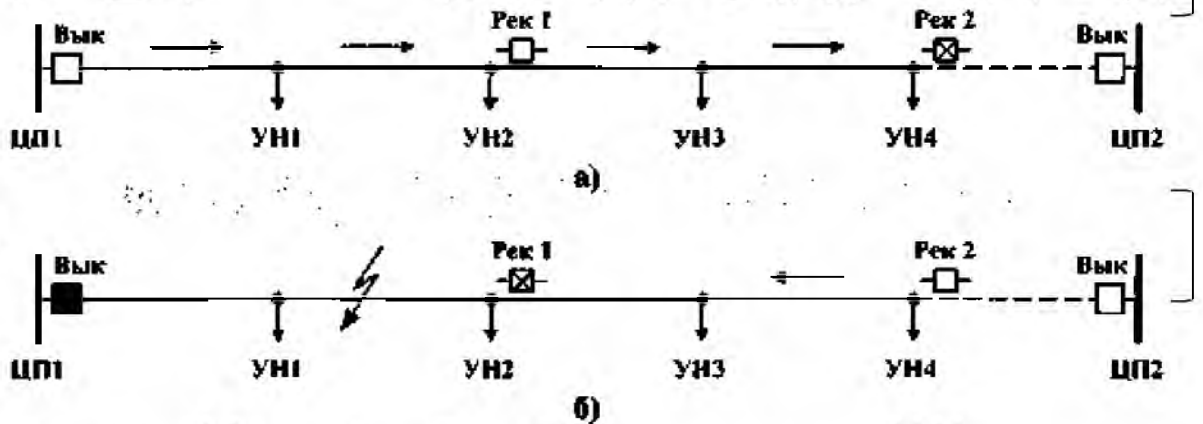 Вык Рек 1 Рек 2 Вык
ЦП1 УН1 УН2 УН3 УН4 ЦП2
а)
Вык Рек 1 Рек 2 Вык
ЦП1 УН1 УН2 УН3 УН4 ЦП2
б)